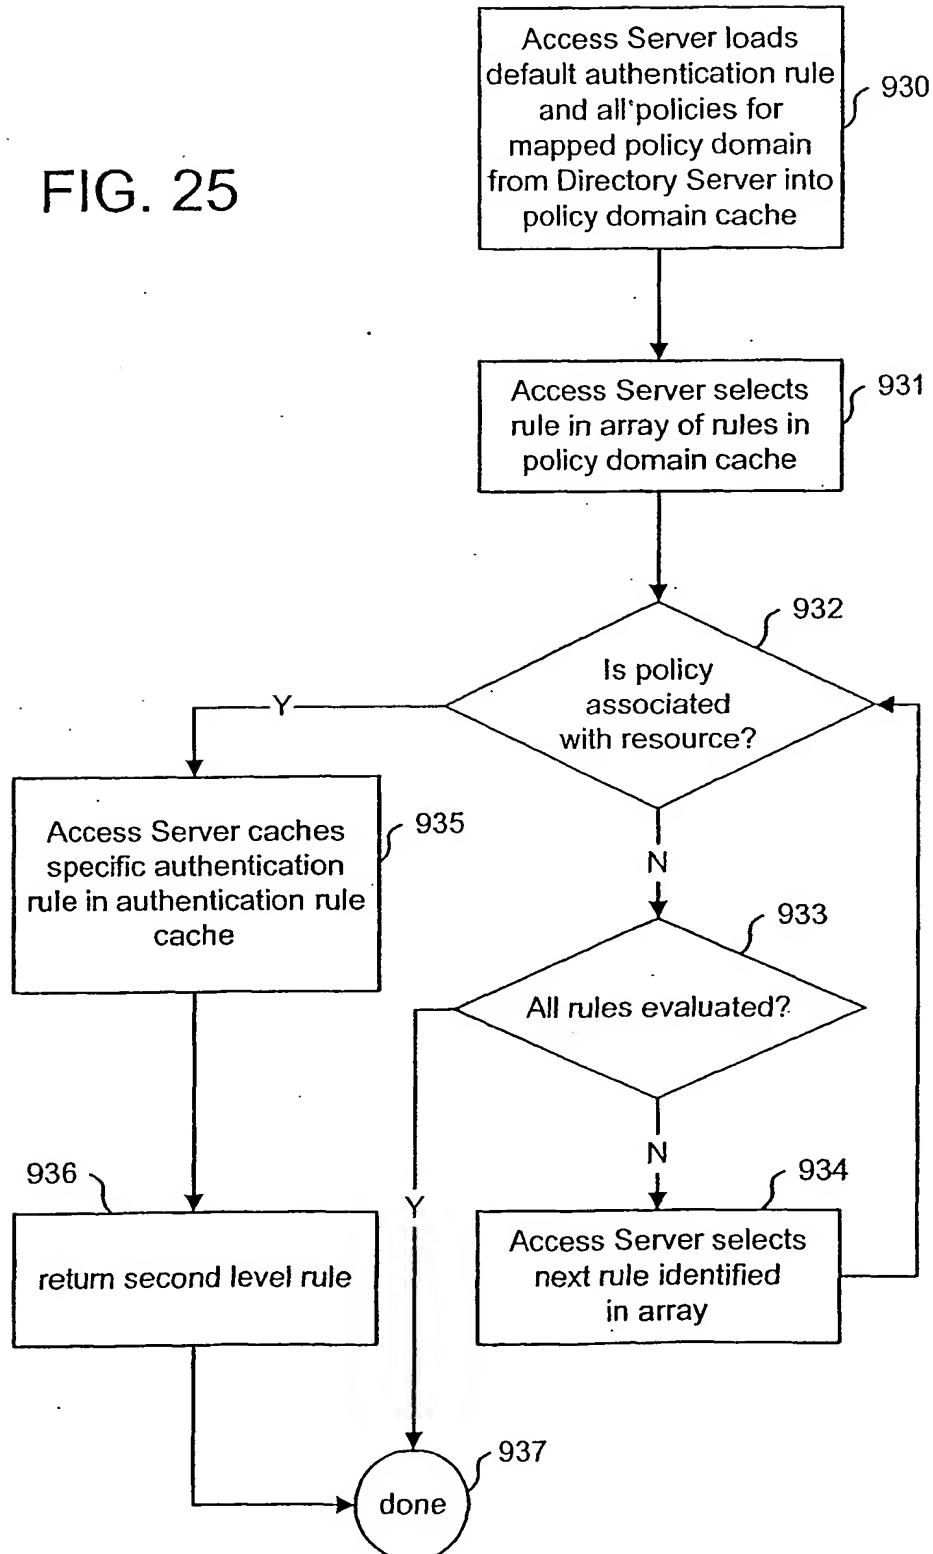 FIG. 25
Access Server loads
default authentication rule
and all policies for
mapped policy domain
from Directory Server into
policy domain cache
930
Access Server selects
rule in array of rules in
policy domain cache
931
Is policy
associated
with resource?
932
Y
N
Access Server caches
specific authentication
rule in authentication rule
cache
935
All rules evaluated?
933
Y
N
return second level rule
936
Access Server selects
next rule identified
in array
934
done
937